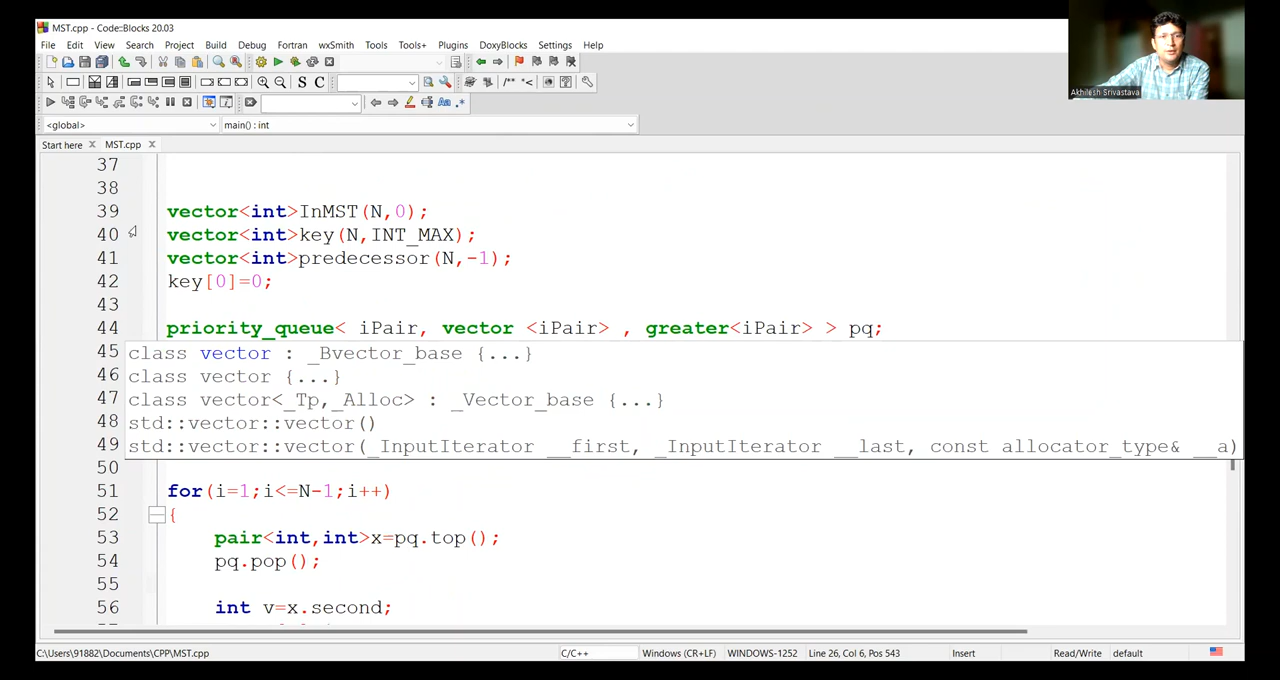 MST.cpp - Code::Blocks 20.03
File Edit View Search Project Build Debug Fortran wxSmith Tools Tools+ Plugins DoxyBlocks Settings Help
S C /** *<
Aa .*
<global> main() : int
Start here MST.cpp
37
38
39 vector<int>InMST(N,0);
40 vector<int>key(N,INT_MAX);
41 vector<int>predecessor(N,-1);
42 key[0]=0;
43
44 priority_queue< iPair, vector <iPair> , greater<iPair> > pq;
45 class vector : _Bvector_base {...}
46 class vector {...}
47 class vector<_Tp,_Alloc> : _Vector_base {...}
48 std::vector::vector()
49 std::vector::vector(_InputIterator __first, _InputIterator __last, const allocator_type& __a)
50
51 for(i=1;i<=N-1;i++)
52 {
53 pair<int,int>x=pq.top();
54 pq.pop();
55
56 int v=x.second;
C:\Users\91882\Documents\CPP\MST.cpp C/C++ Windows (CR+LF) WINDOWS-1252 Line 26, Col 6, Pos 543 Insert Read/Write default
Akhilesh Srivastava